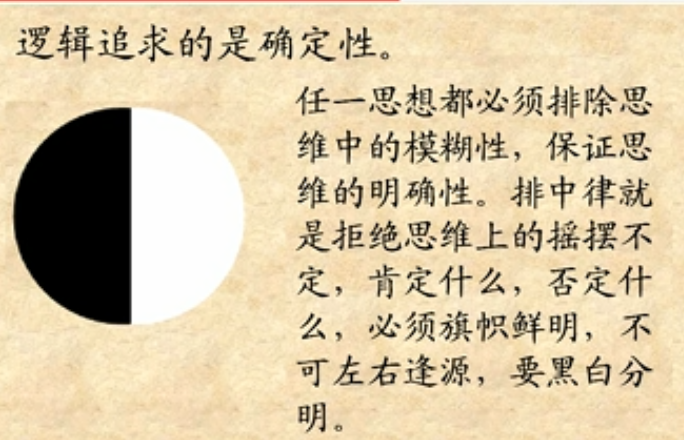 逻辑追求的是确定性。
任一思想都必须排除思
维中的模糊性，保证思
维的明确性。排中律就
是拒绝思维上的摇摆不
定，肯定什么，否定什
么，必须旗帜鲜明，不
可左右逢源，要黑白分
明。